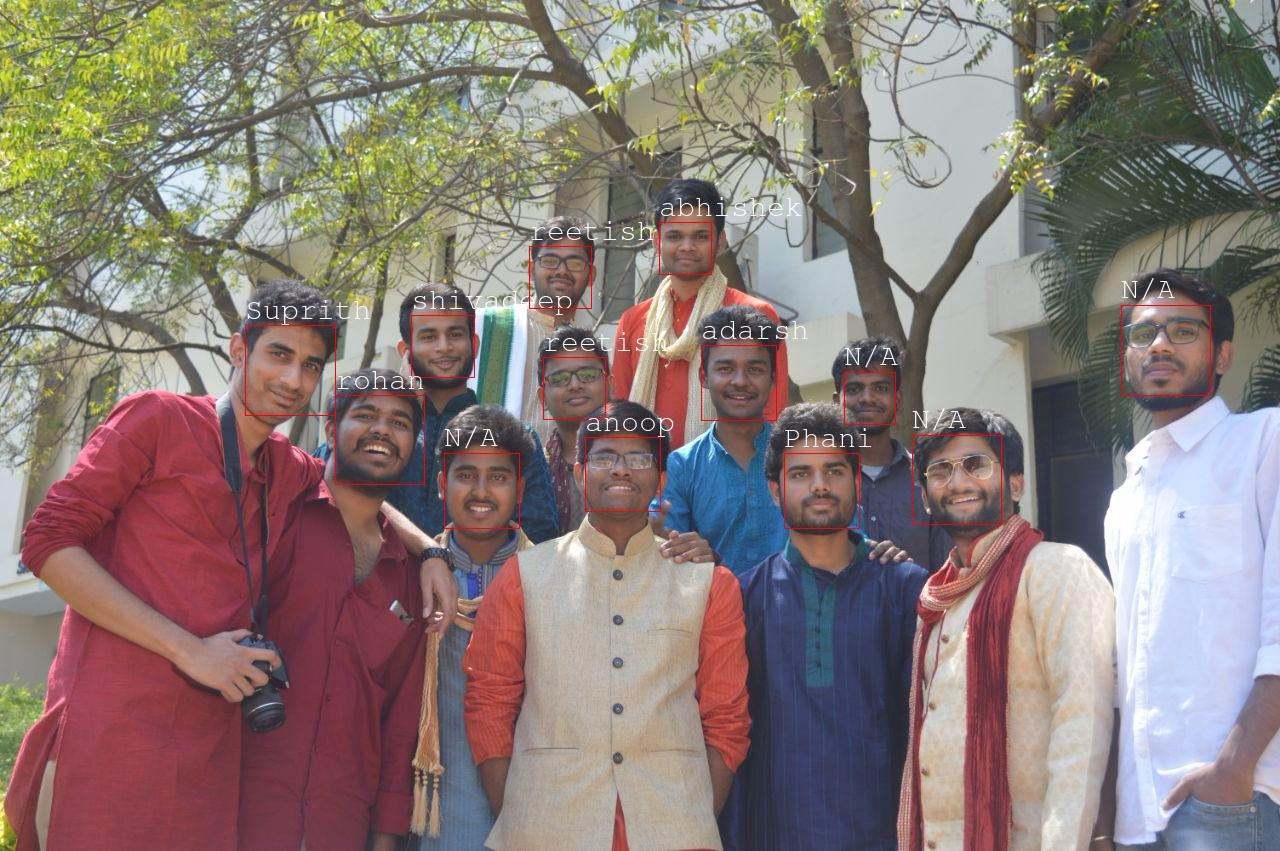 abhishek
reetish
N/A
shivadeep
Suprith
adarsh
reetish
N/A
rohan
N/A
anoop
Phani
N/A